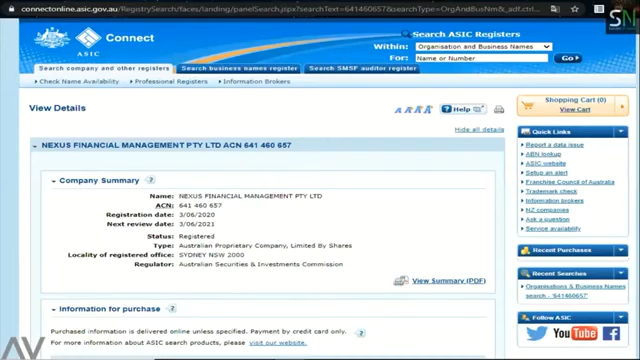 connectonline.asic.gov.au/RegistrySearch/faces/landing/panelSearch.jspx?searchText=641460657&searchType=OrgAndBusNm&_adf.ctrl...
SN
Connect
ASIC
Search ASIC Registers
Within: Organisation and Business Names
For: Name or Number Go
Search company and other registers Search business names register Search SMSF auditor register
Check Name Availability Professional Registers Information Brokers
View Details
A A A A Help
Hide all details
NEXUS FINANCIAL MANAGEMENT PTY LTD ACN 641 460 657
Company Summary ?
Name: NEXUS FINANCIAL MANAGEMENT PTY LTD
ACN: 641 460 657
Registration date: 3/06/2020
Next review date: 3/06/2021
Status: Registered
Type: Australian Proprietary Company, Limited By Shares
Locality of registered office: SYDNEY NSW 2000
Regulator: Australian Securities & Investments Commission
View Summary (PDF)
Information for purchase ?
Purchased information is delivered online unless specified. Payment by credit card only. ?
For more information about ASIC search products, please visit our website.
Shopping Cart (0)
View Cart
Quick Links
Report a data issue
ABN lookup
ASIC website
Setup an alert
Franchise Council of Australia
Trademark check
Information brokers
NZ companies
Ask a question
Service availability
Recent Purchases
Recent Searches
Organisations & Business Names
search - '641460657'
Follow ASIC
YouTube
AV